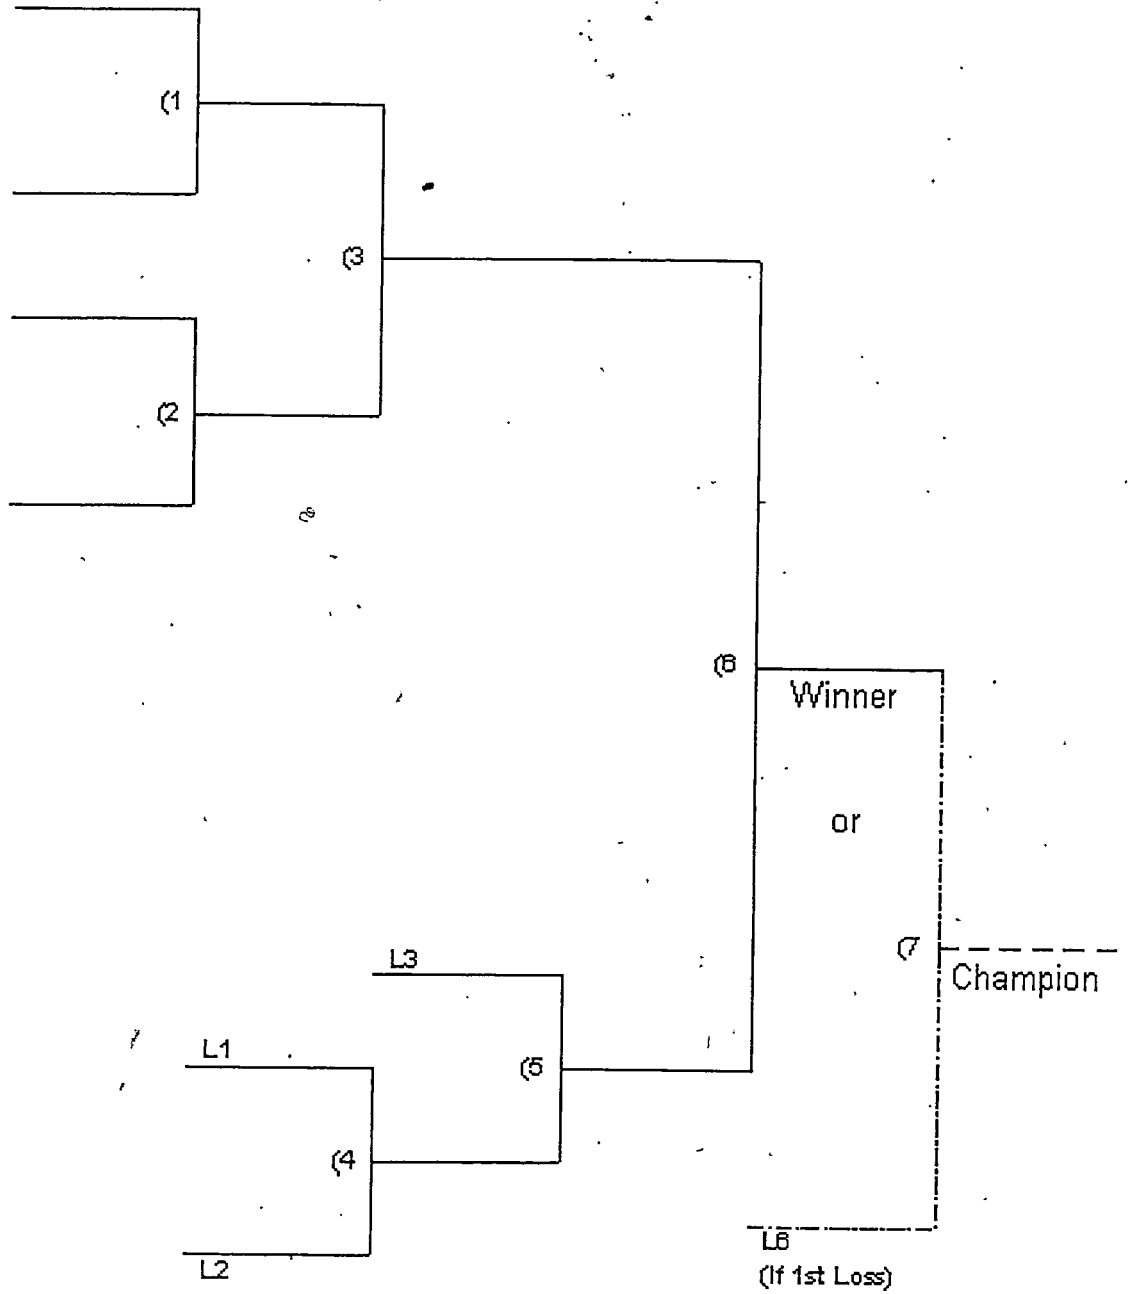 (1
(3
(2
(6
Winner
or
(7
Champion
L3
L1
(5
(4
L2
L6
(If 1st Loss)